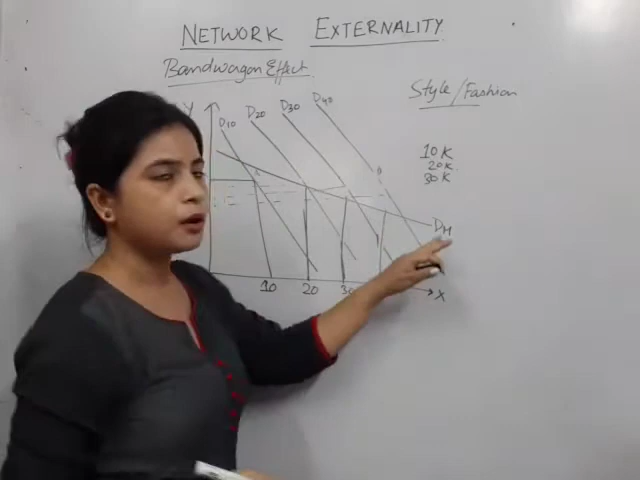 NETWORK EXTERNALITY
Bandwagon Effect
Style/Fashion
Y
D10 D20 D30 D40
A
10K
20K
30K
DM
10 20 30
X